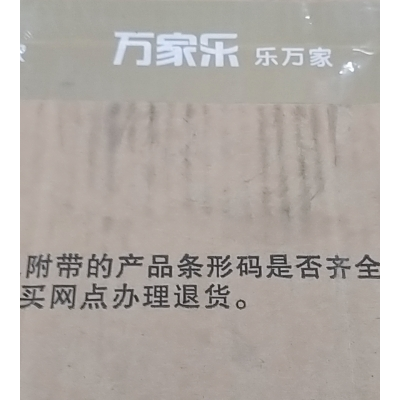 万家乐 乐万家
附带的产品条形码是否齐全
买网点办理退货。